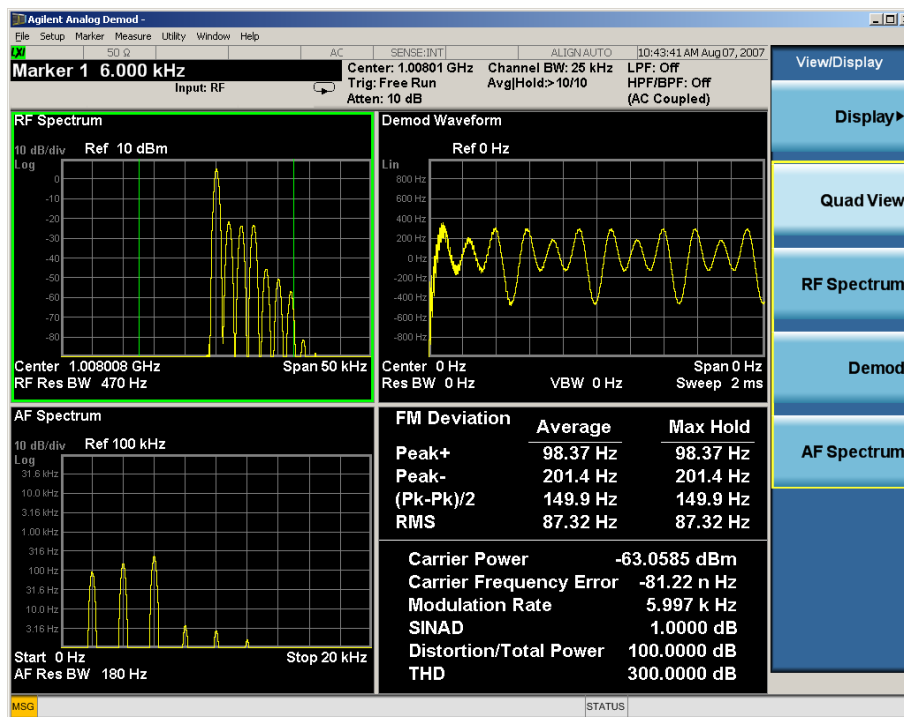 Agilent Analog Demod -
File Setup Marker Measure Utility Window Help
LXI 50 Ω AC SENSE:INT ALIGN AUTO 10:43:41 AM Aug 07, 2007
Marker 1 6.000 kHz
Input: RF
Center: 1.00801 GHz Channel BW: 25 kHz LPF: Off
Trig: Free Run Avg|Hold:>10/10 HPF/BPF: Off
Atten: 10 dB (AC Coupled)
View/Display
Display
Quad View
RF Spectrum
Demod
AF Spectrum
RF Spectrum
10 dB/div Ref 10 dBm
Log
0
-10
-20
-30
-40
-50
-60
-70
-80
Center 1.008008 GHz Span 50 kHz
RF Res BW 470 Hz
Demod Waveform
Ref 0 Hz
Lin
800 Hz
600 Hz
400 Hz
200 Hz
0 Hz
-200 Hz
-400 Hz
-600 Hz
-800 Hz
Center 0 Hz Span 0 Hz
Res BW 0 Hz VBW 0 Hz Sweep 2 ms
AF Spectrum
10 dB/div Ref 100 kHz
Log
31.6 kHz
10.0 kHz
3.16 kHz
1.00 kHz
316 Hz
100 Hz
31.6 Hz
10.0 Hz
3.16 Hz
Start 0 Hz Stop 20 kHz
AF Res BW 180 Hz
FM Deviation Average Max Hold
Peak+ 98.37 Hz 98.37 Hz
Peak- 201.4 Hz 201.4 Hz
(Pk-Pk)/2 149.9 Hz 149.9 Hz
RMS 87.32 Hz 87.32 Hz
Carrier Power -63.0585 dBm
Carrier Frequency Error -81.22 n Hz
Modulation Rate 5.997 k Hz
SINAD 1.0000 dB
Distortion/Total Power 100.0000 dB
THD 300.0000 dB
MSG STATUS